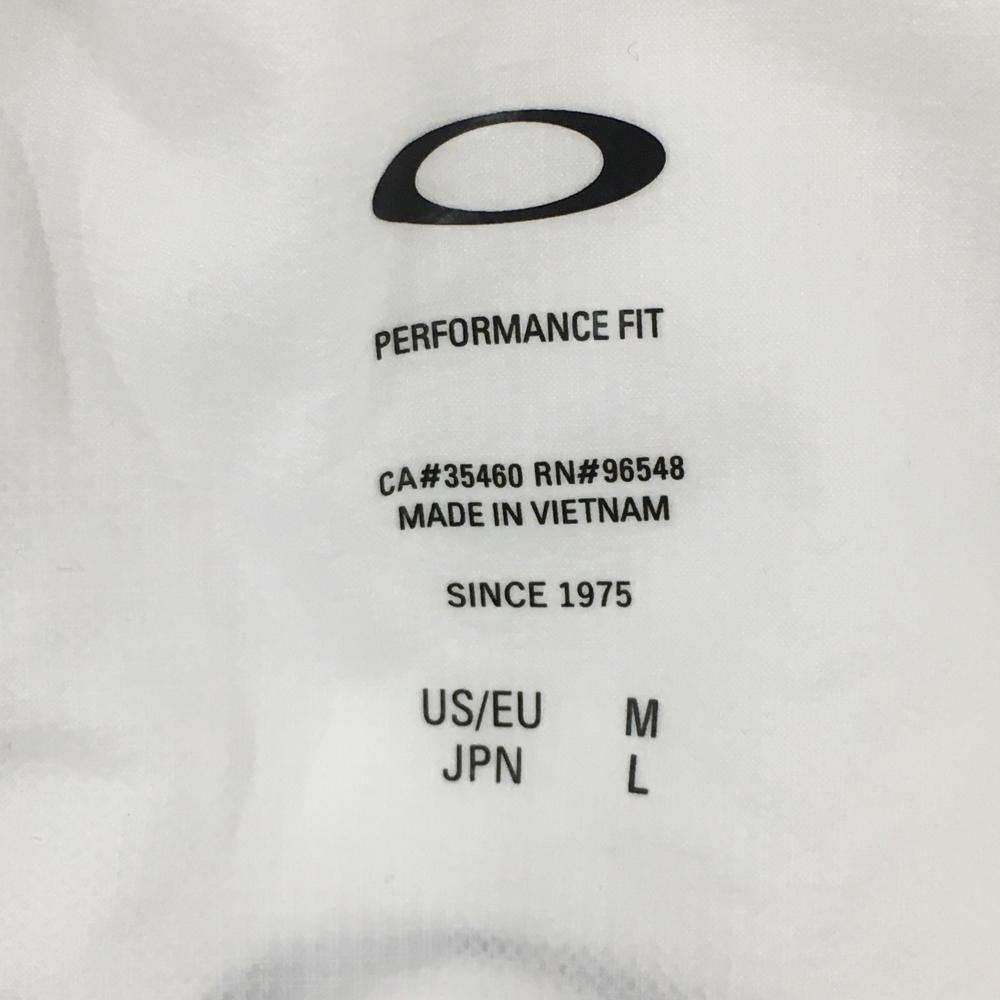 PERFORMANCE FIT
CA#35460 RN#96548
MADE IN VIETNAM
SINCE 1975
US/EU M
JPN L